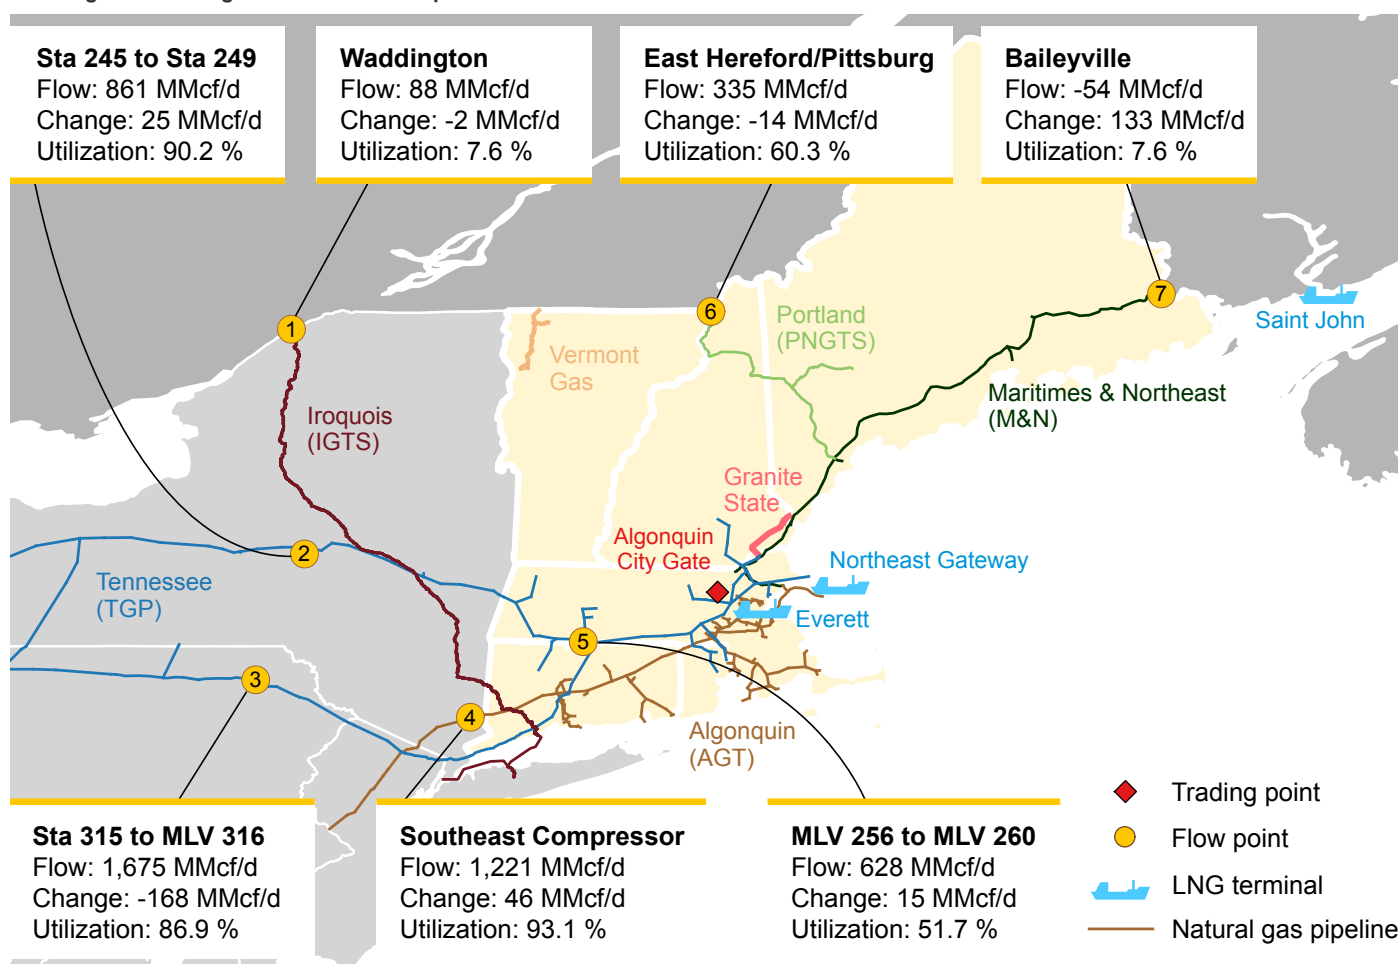 Sta 245 to Sta 249
Flow: 861 MMcf/d
Change: 25 MMcf/d
Utilization: 90.2 %
Waddington
Flow: 88 MMcf/d
Change: -2 MMcf/d
Utilization: 7.6 %
East Hereford/Pittsburg
Flow: 335 MMcf/d
Change: -14 MMcf/d
Utilization: 60.3 %
Baileyville
Flow: -54 MMcf/d
Change: 133 MMcf/d
Utilization: 7.6 %
7
Saint John
6
Portland
(PNGTS)
1
Vermont
Gas
Maritimes & Northeast
(M&N)
Iroquois
(IGTS)
Granite
State
Algonquin
City Gate
2
Northeast Gateway
Tennessee
(TGP)
Everett
5
3
4
Algonquin
(AGT)
Sta 315 to MLV 316
Flow: 1,675 MMcf/d
Change: -168 MMcf/d
Utilization: 86.9 %
Southeast Compressor
Flow: 1,221 MMcf/d
Change: 46 MMcf/d
Utilization: 93.1 %
MLV 256 to MLV 260
Flow: 628 MMcf/d
Change: 15 MMcf/d
Utilization: 51.7 %
Trading point
Flow point
LNG terminal
Natural gas pipeline